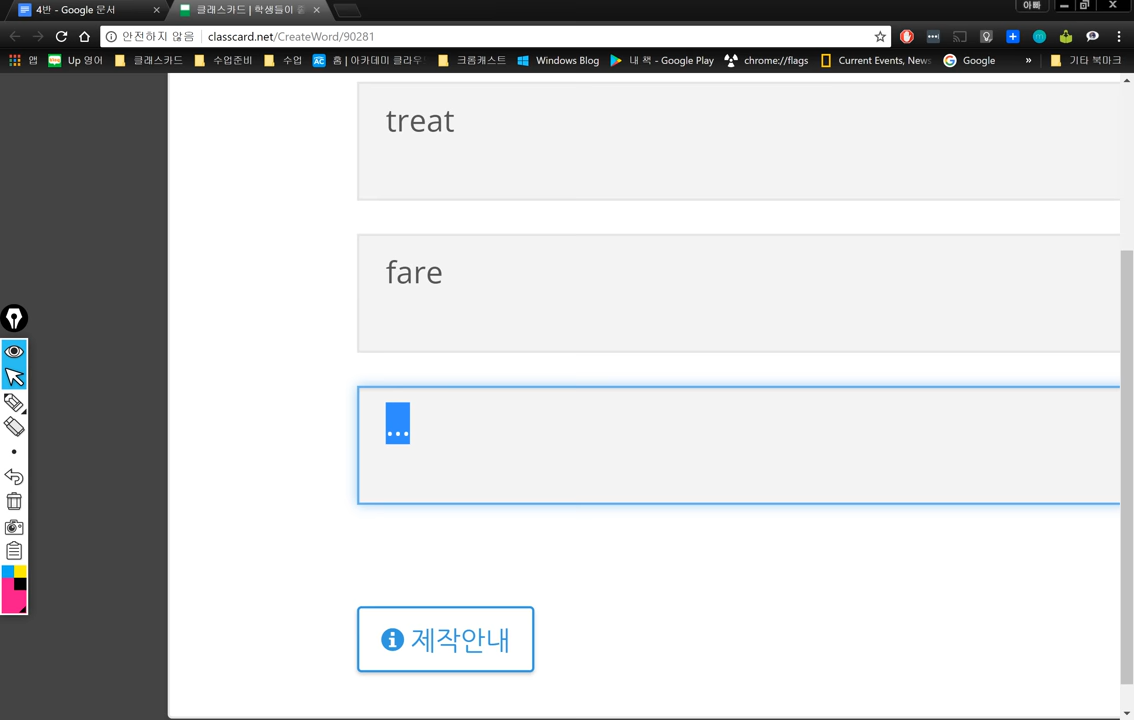 4반 - Google 문서
클래스카드 | 학생들이
아빠
안전하지 않음
classcard.net/CreateWord/90281
앱
Up 영어
클래스카드
수업준비
수업
AC
홈 | 아카데미 클라우
크롬캐스트
Windows Blog
내 책 - Google Play
chrome://flags
Current Events, News
Google
»
기타 북마크
treat
fare
...
제작안내